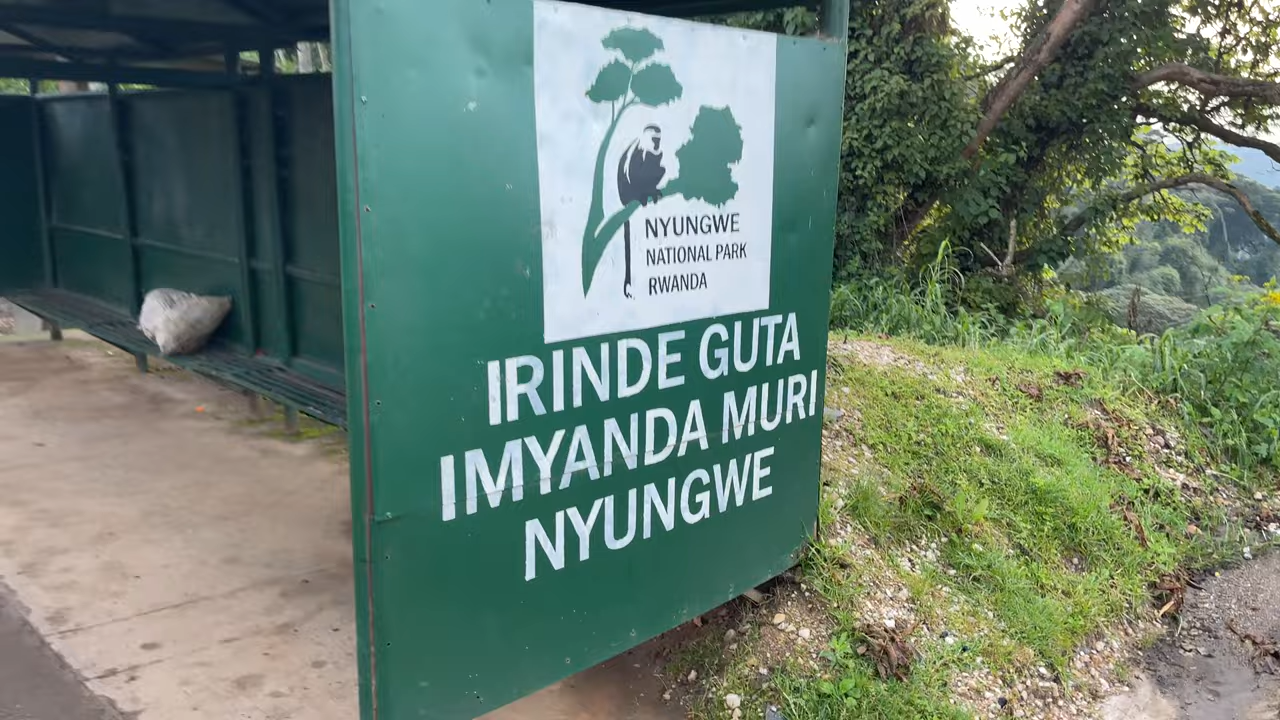 NYUNGWE
NATIONAL PARK
RWANDA
IRINDE GUTA
IMYANDA MURI
NYUNGWE